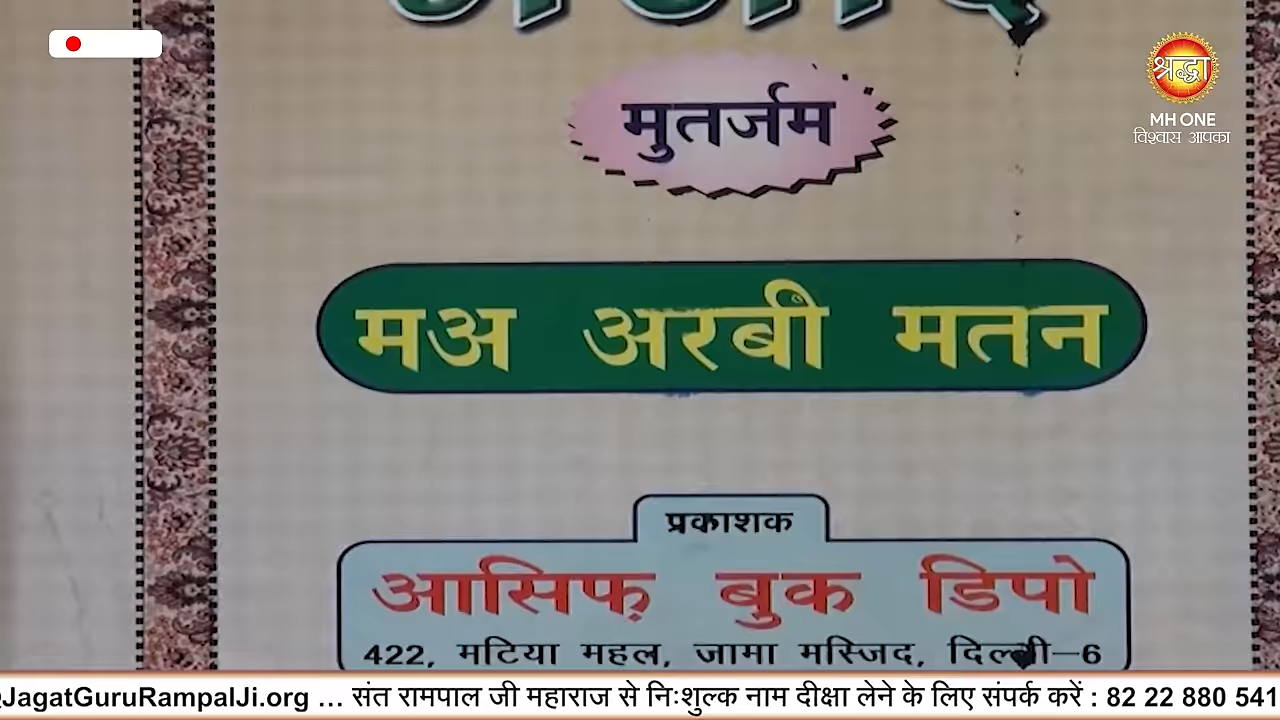 मुतर्जम
श्रद्धा
MH ONE
विश्वास आपका
मअ अरबी मतन
प्रकाशक
आसिफ़ बुक डिपो
422, मटिया महल, जामा मस्जिद, दिल्ली-6
JagatGuruRampalJi.org ... संत रामपाल जी महाराज से निःशुल्क नाम दीक्षा लेने के लिए संपर्क करें : 82 22 880 541